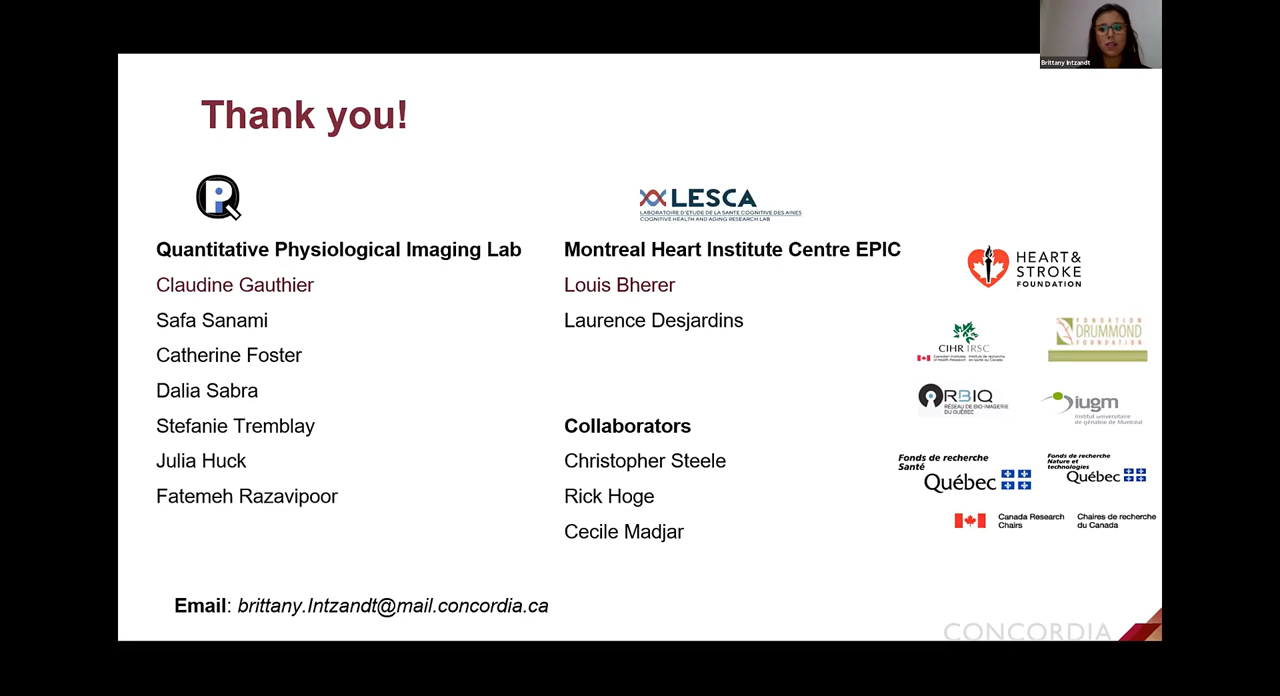 Brittany Intzandt
Thank you!
LESCA
LABORATOIRE D'ETUDE DE LA SANTE COGNITIVE DES AINES
COGNITIVE HEALTH AND AGING RESEARCH LAB
Quantitative Physiological Imaging Lab
Claudine Gauthier
Safa Sanami
Catherine Foster
Dalia Sabra
Stefanie Tremblay
Julia Huck
Fatemeh Razavipoor
Montreal Heart Institute Centre EPIC
Louis Bherer
Laurence Desjardins
Collaborators
Christopher Steele
Rick Hoge
Cecile Madjar
HEART&
STROKE
FOUNDATION
CIHR IRSC
Canadian Institutes of Health Research
Instituts de recherche en santé du Canada
FONDATION
DRUMMOND
FOUNDATION
RBIQ
RÉSEAU DE BIO-IMAGERIE
DU QUÉBEC
iugm
Institut universitaire
de gériatrie de Montréal
Fonds de recherche
Santé
Québec
Fonds de recherche
Nature et
technologies
Québec
Canada Research
Chairs
Chaires de recherche
du Canada
Email: brittany.Intzandt@mail.concordia.ca
CONCORDIA